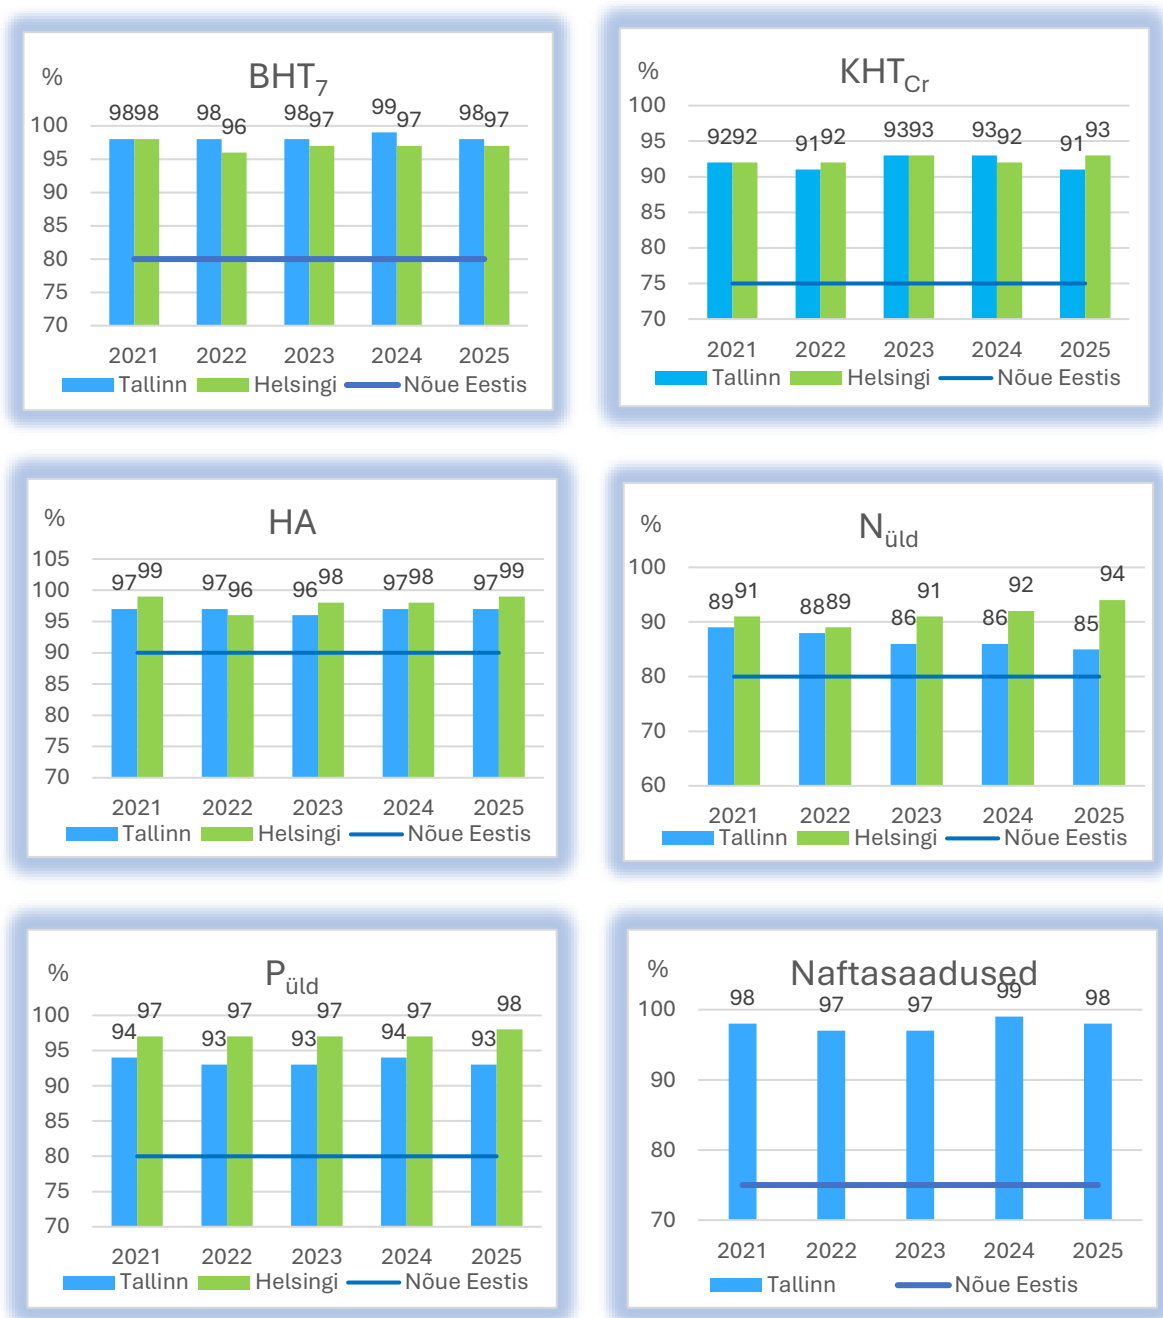 BHT₇
%
98 98 98 96 98 97 99 97 98 97
100
95
90
85
80
75
70
2021 2022 2023 2024 2025
Tallinn Helsingi Nõue Eestis
KHT_Cr
%
92 92 91 92 93 93 93 92 91 93
100
95
90
85
80
75
70
2021 2022 2023 2024 2025
Tallinn Helsingi Nõue Eestis
HA
%
97 99 97 96 96 98 97 98 97 99
105
100
95
90
85
80
75
70
2021 2022 2023 2024 2025
Tallinn Helsingi Nõue Eestis
N_üld
%
89 91 88 89 86 91 86 92 85 94
100
90
80
70
60
2021 2022 2023 2024 2025
Tallinn Helsingi Nõue Eestis
P_üld
%
94 97 93 97 93 97 94 97 93 98
100
95
90
85
80
75
70
2021 2022 2023 2024 2025
Tallinn Helsingi Nõue Eestis
Naftasaadused
%
98 97 97 99 98
100
90
80
70
2021 2022 2023 2024 2025
Tallinn Nõue Eestis